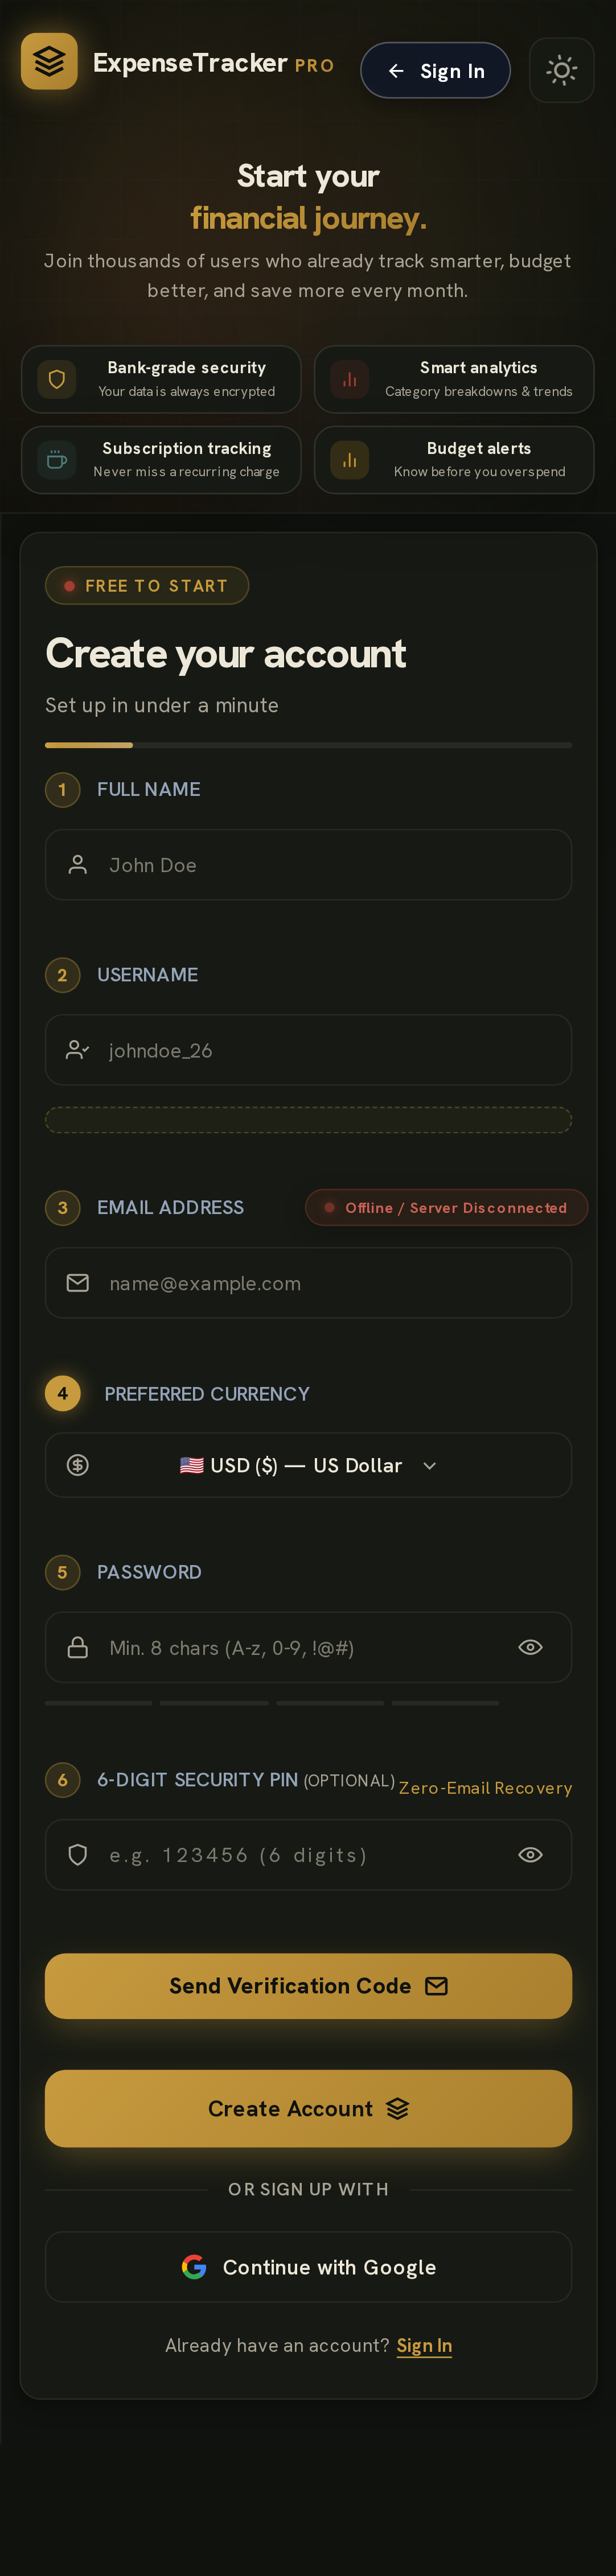 ExpenseTracker PRO
Sign In
Start your
financial journey.
Join thousands of users who already track smarter, budget
better, and save more every month.
Bank-grade security
Your data is always encrypted
Smart analytics
Category breakdowns & trends
Subscription tracking
Never miss a recurring charge
Budget alerts
Know before you overspend
FREE TO START
Create your account
Set up in under a minute
1 FULL NAME
John Doe
2 USERNAME
johndoe_26
3 EMAIL ADDRESS
Offline / Server Disconnected
name@example.com
4 PREFERRED CURRENCY
🇺🇸 USD ($) — US Dollar
5 PASSWORD
Min. 8 chars (A-z, 0-9, !@#)
6 6-DIGIT SECURITY PIN (OPTIONAL) Zero-Email Recovery
e.g. 123456 (6 digits)
Send Verification Code
Create Account
OR SIGN UP WITH
Continue with Google
Already have an account? Sign In